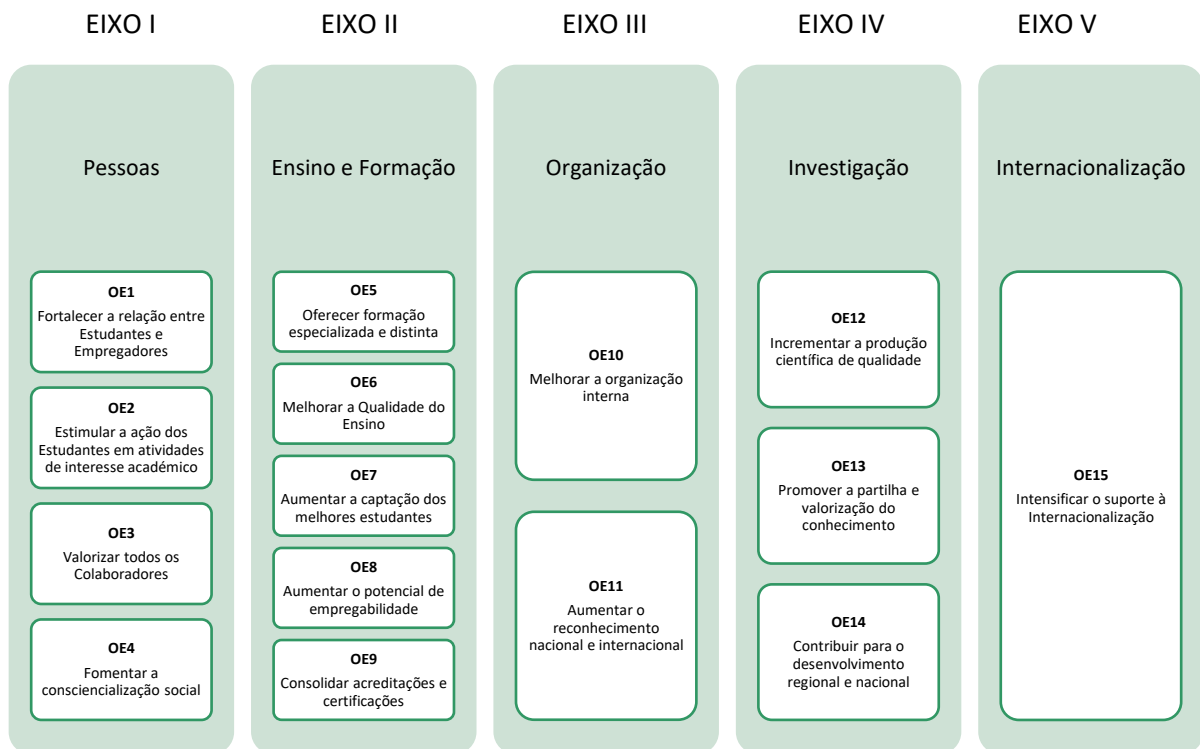 EIXO I
EIXO II
EIXO III
EIXO IV
EIXO V
Pessoas
OE1
Fortalecer a relação entre
Estudantes e
Empregadores
OE2
Estimular a ação dos
Estudantes em atividades
de interesse académico
OE3
Valorizar todos os
Colaboradores
OE4
Fomentar a
consciencialização social
Ensino e Formação
OE5
Oferecer formação
especializada e distinta
OE6
Melhorar a Qualidade do
Ensino
OE7
Aumentar a captação dos
melhores estudantes
OE8
Aumentar o potencial de
empregabilidade
OE9
Consolidar acreditações e
certificações
Organização
OE10
Melhorar a organização
interna
OE11
Aumentar o
reconhecimento
nacional e internacional
Investigação
OE12
Incrementar a produção
científica de qualidade
OE13
Promover a partilha e
valorização do
conhecimento
OE14
Contribuir para o
desenvolvimento
regional e nacional
Internacionalização
OE15
Intensificar o suporte à
Internacionalização